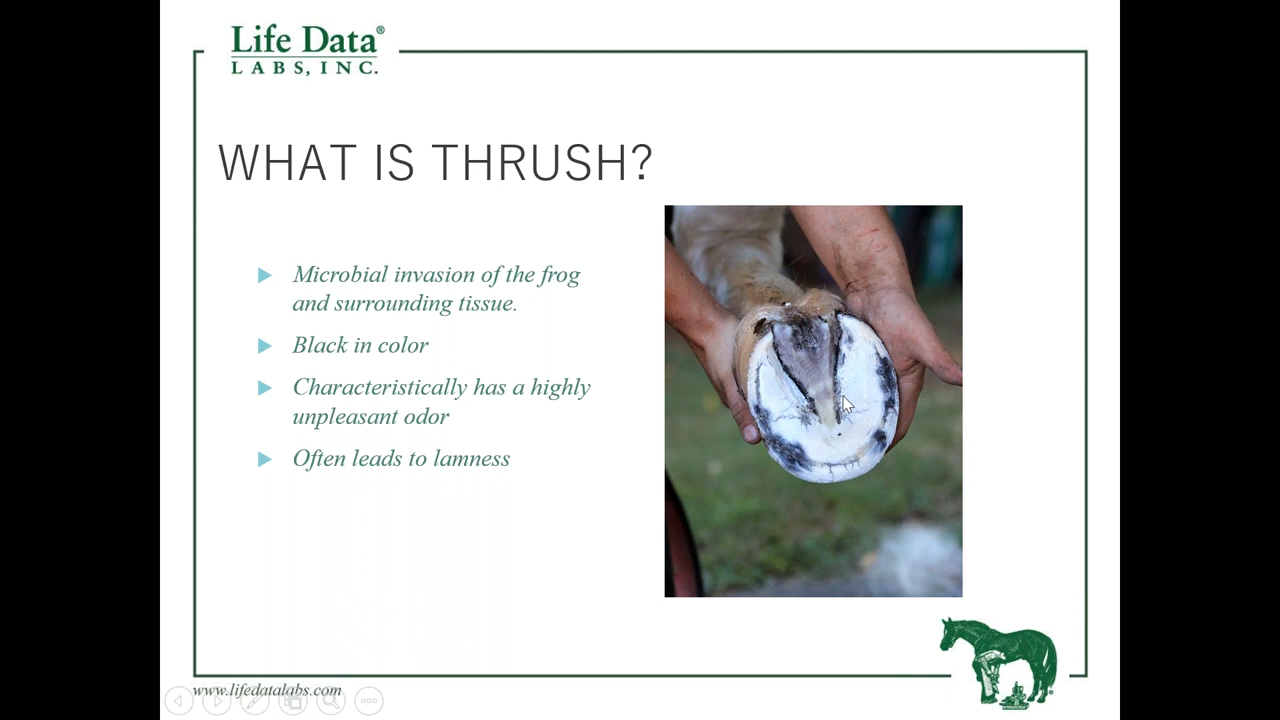 Life Data®
LABS, INC.
WHAT IS THRUSH?
Microbial invasion of the frog
and surrounding tissue.
Black in color
Characteristically has a highly
unpleasant odor
Often leads to lamness
www.lifedatalabs.com